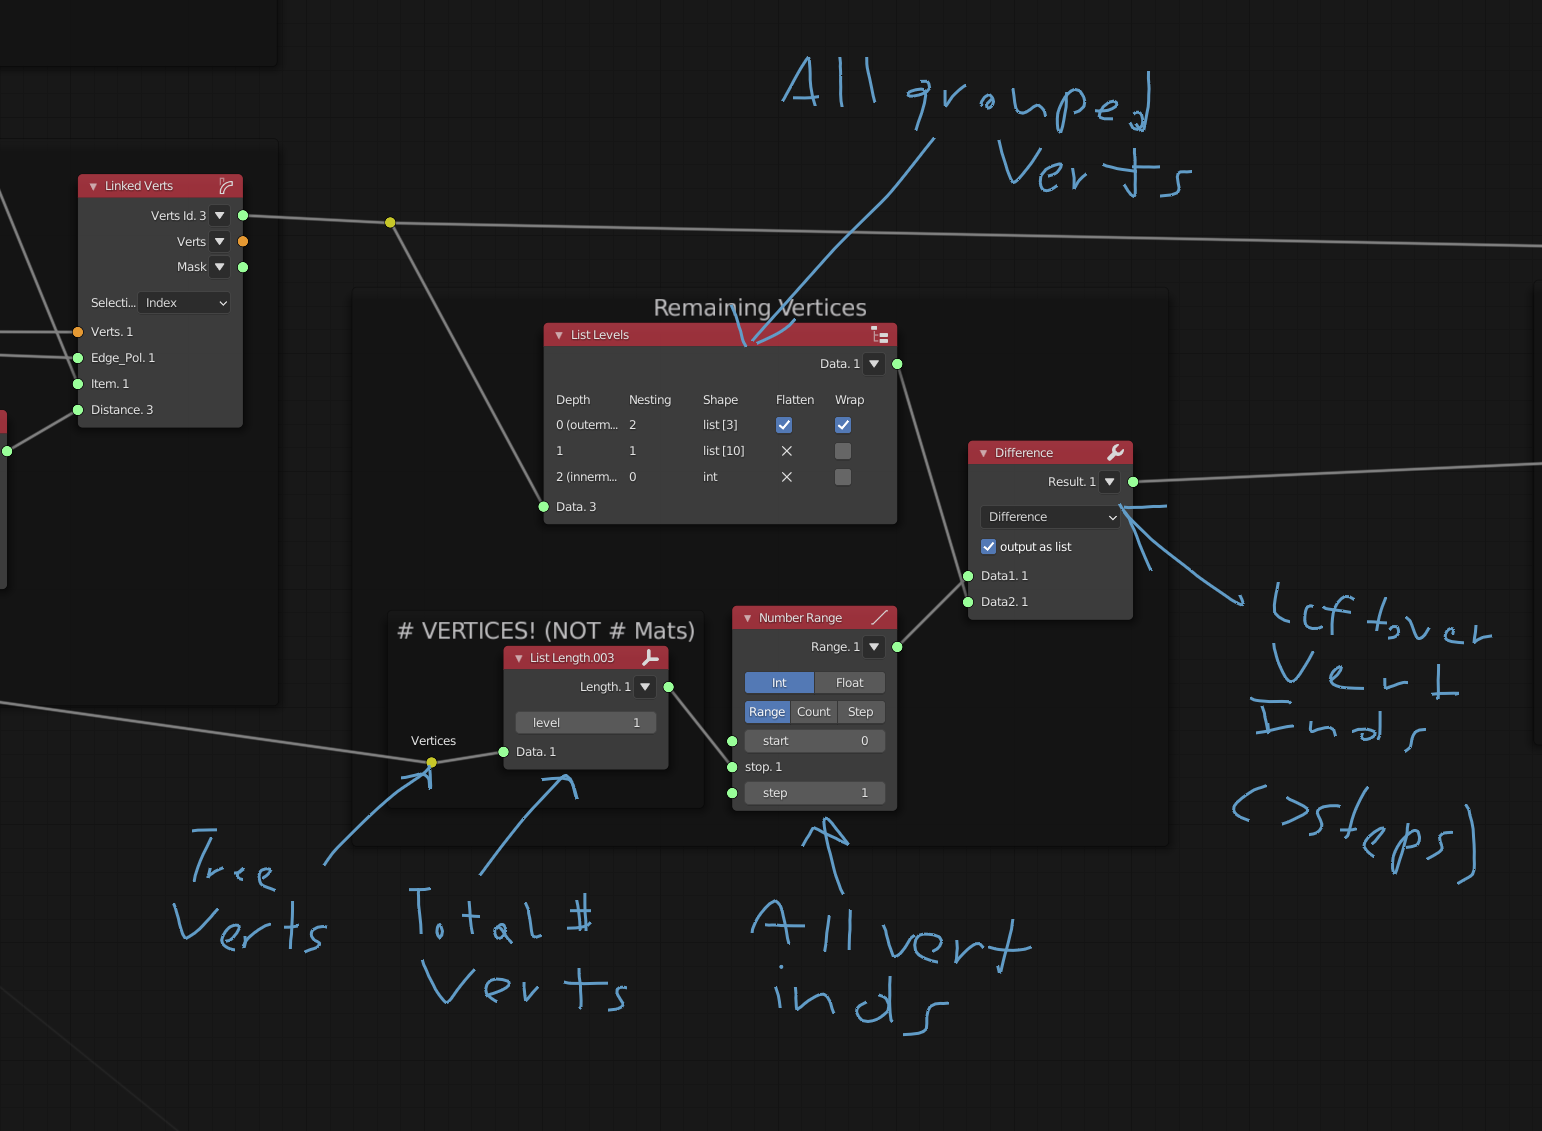 All grouped
Verts
Linked Verts
Verts Id. 3
Verts
Mask
Selecti... Index
Verts. 1
Edge_Pol. 1
Item. 1
Distance. 3
Remaining Vertices
List Levels
Data. 1
Depth Nesting Shape Flatten Wrap
0 (outerm... 2 list [3]
1 1 list [10]
2 (innerm... 0 int
Data. 3
Difference
Result. 1
Difference
output as list
Data1. 1
Data2. 1
# VERTICES! (NOT # Mats)
List Length.003
Length. 1
level 1
Data. 1
Vertices
Number Range
Range. 1
Int Float
Range Count Step
start 0
stop. 1
step 1
Leftover
Vert
Inds
(>steps)
Tree
Verts
Total #
Verts
All vert
inds